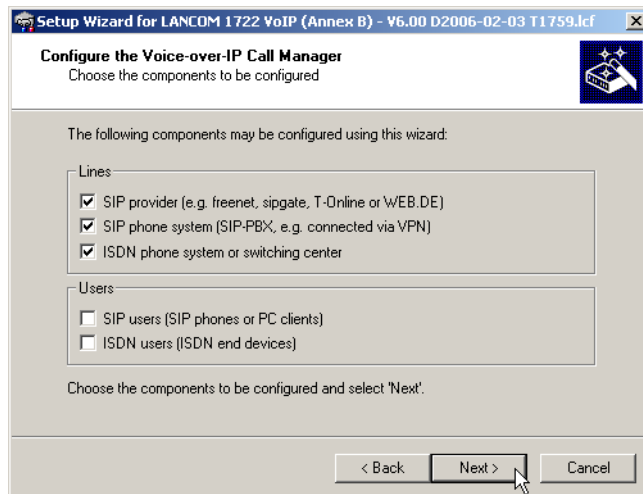 Setup Wizard for LANCOM 1722 VoIP (Annex B) - V6.00 D2006-02-03 T1759.lcf
Configure the Voice-over-IP Call Manager
Choose the components to be configured
The following components may be configured using this wizard:
Lines
SIP provider (e.g. freenet, sipgate, T-Online or WEB.DE)
SIP phone system (SIP-PBX, e.g. connected via VPN)
ISDN phone system or switching center
Users
SIP users (SIP phones or PC clients)
ISDN users (ISDN end devices)
Choose the components to be configured and select 'Next'.
< Back Next > Cancel